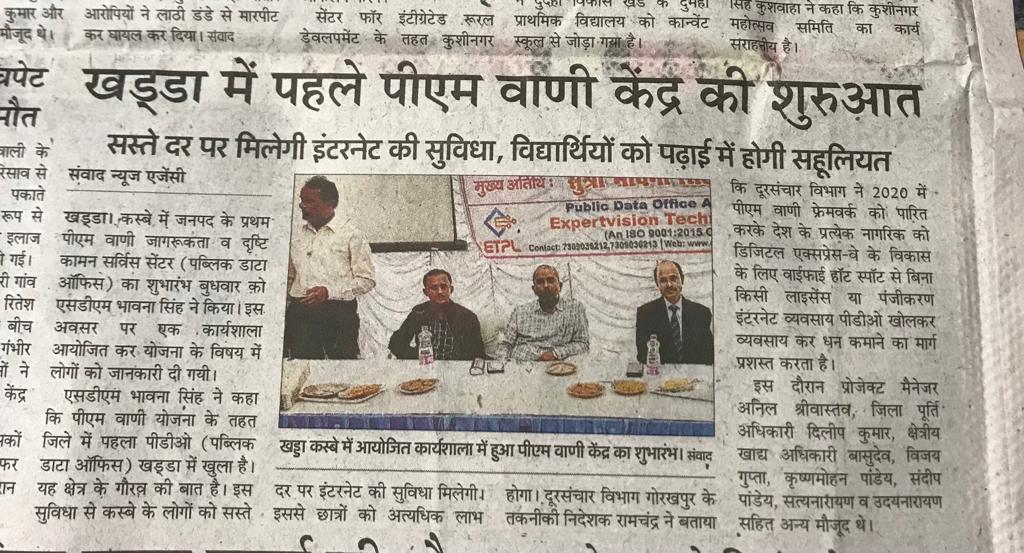 कुमार और
मौजूद थे।
आरोपियों ने लाठी डंडे से मारपीट
कर घायल कर दिया। संवाद
सेंटर फॉर इंटीग्रेटेड रूरल
डेवलपमेंट के तहत कुशीनगर
प्राथमिक विद्यालय को कान्वेंट
स्कूल से जोड़ा गया है।
सिंह कुशवाहा ने कहा कि कुशीनगर
महोत्सव समिति का कार्य
सराहनीय है।
खड्डा में पहले पीएम वाणी केंद्र की शुरुआत
सस्ते दर पर मिलेगी इंटरनेट की सुविधा, विद्यार्थियों को पढ़ाई में होगी सहूलियत
संवाद न्यूज एजेंसी
खड्डा। कस्बे में जनपद के प्रथम
पीएम वाणी जागरूकता व दृष्टि
कामन सर्विस सेंटर (पब्लिक डाटा
ऑफिस) का शुभारंभ बुधवार को
एसडीएम भावना सिंह ने किया। इस
अवसर पर एक कार्यशाला
आयोजित कर योजना के विषय में
लोगों को जानकारी दी गयी।
एसडीएम भावना सिंह ने कहा
कि पीएम वाणी योजना के तहत
जिले में पहला पीडीओ (पब्लिक
डाटा ऑफिस) खड्डा में खुला है।
यह क्षेत्र के गौरव की बात है। इस
सुविधा से कस्बे के लोगों को सस्ते
मुख्य अतिथि :
Public Data Office A
Expertvision Tech
(An ISO 9001:2015 C
ETPL
Contact: 7309036212,7309036213 | Web: www.
खड्डा कस्बे में आयोजित कार्यशाला में हुआ पीएम वाणी केंद्र का शुभारंभ। संवाद
दर पर इंटरनेट की सुविधा मिलेगी।
इससे छात्रों को अत्यधिक लाभ
होगा। दूरसंचार विभाग गोरखपुर के
तकनीकी निदेशक रामचंद्र ने बताया
कि दूरसंचार विभाग ने 2020 में
पीएम वाणी फ्रेमवर्क को पारित
करके देश के प्रत्येक नागरिक को
डिजिटल एक्सप्रेस-वे के विकास
के लिए वाईफाई हॉट स्पॉट से बिना
किसी लाइसेंस या पंजीकरण
इंटरनेट व्यवसाय पीडीओ खोलकर
व्यवसाय कर धन कमाने का मार्ग
प्रशस्त करता है।
इस दौरान प्रोजेक्ट मैनेजर
अनिल श्रीवास्तव, जिला पूर्ति
अधिकारी दिलीप कुमार, क्षेत्रीय
खाद्य अधिकारी बासुदेव, विजय
गुप्ता, कृष्णमोहन पांडेय, संदीप
पांडेय, सत्यनारायण व उदयनारायण
सहित अन्य मौजूद थे।